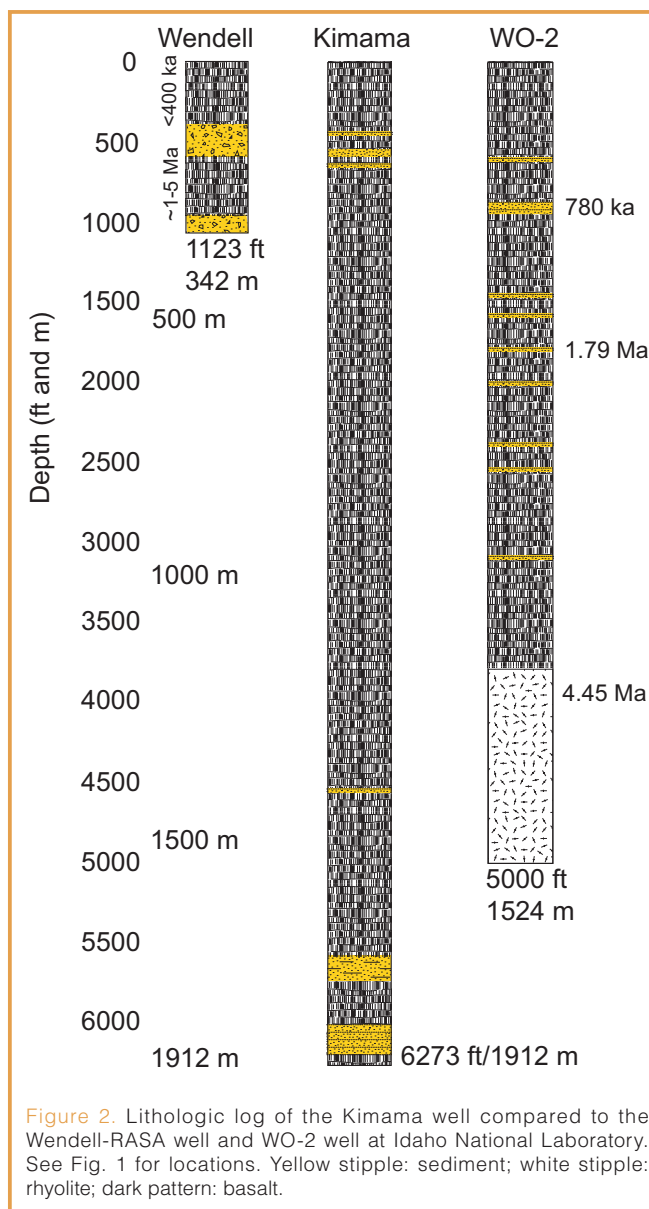 Wendell Kimama WO-2
0
<400 ka
500
~1-5 Ma
780 ka
1000
1123 ft
342 m
1500
500 m
1.79 Ma
2000
Depth (ft and m)
2500
3000
1000 m
3500
4000
4.45 Ma
4500
1500 m
5000
5000 ft
1524 m
5500
6000
1912 m
6273 ft/1912 m
Figure 2. Lithologic log of the Kimama well compared to the
Wendell-RASA well and WO-2 well at Idaho National Laboratory.
See Fig. 1 for locations. Yellow stipple: sediment; white stipple:
rhyolite; dark pattern: basalt.